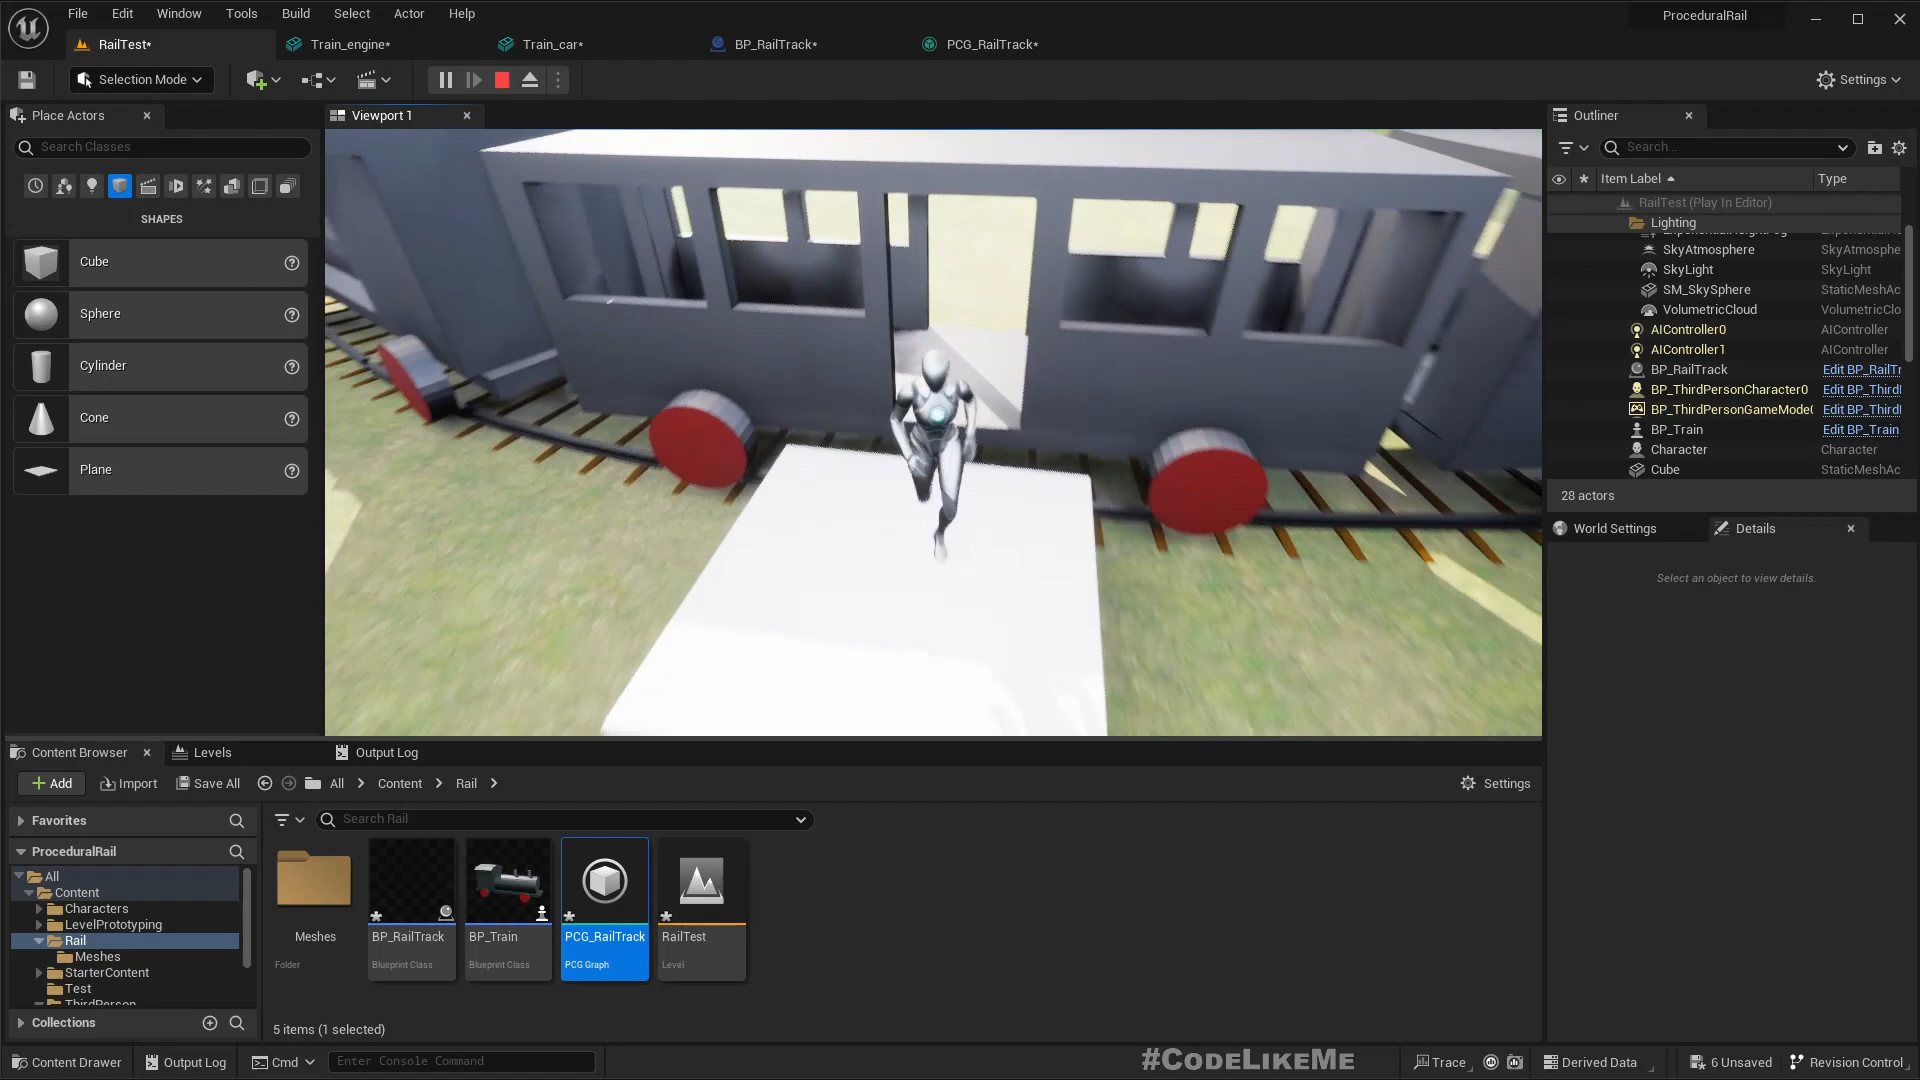 File Edit Window Tools Build Select Actor Help
ProceduralRail
RailTest* Train_engine* Train_car* BP_RailTrack* PCG_RailTrack*
Selection Mode
Settings
Place Actors
Viewport 1
Outliner
Search Classes
Search...
Item Label Type
SHAPES
RailTest (Play In Editor)
Lighting
SkyAtmosphere SkyAtmosphe
SkyLight SkyLight
SM_SkySphere StaticMeshAc
VolumetricCloud VolumetricClo
AIController0 AIController
AIController1 AIController
BP_RailTrack Edit BP_RailTr
BP_ThirdPersonCharacter0 Edit BP_Third
BP_ThirdPersonGameMode Edit BP_Third
BP_Train Edit BP_Train
Character Character
Cube StaticMeshAc
28 actors
Cube
Sphere
Cylinder
Cone
Plane
World Settings Details
Select an object to view details.
Content Browser Levels Output Log
Add Import Save All All Content Rail Settings
Favorites
Search Rail
ProceduralRail
All
Content
Characters
LevelPrototyping
Rail
Meshes
StarterContent
Test
ThirdPerson
Collections
Meshes BP_RailTrack BP_Train PCG_RailTrack RailTest
Folder Blueprint Class Blueprint Class PCG Graph Level
5 items (1 selected)
Content Drawer Output Log Cmd Enter Console Command
#CodeLikeMe
Trace Derived Data 6 Unsaved Revision Control